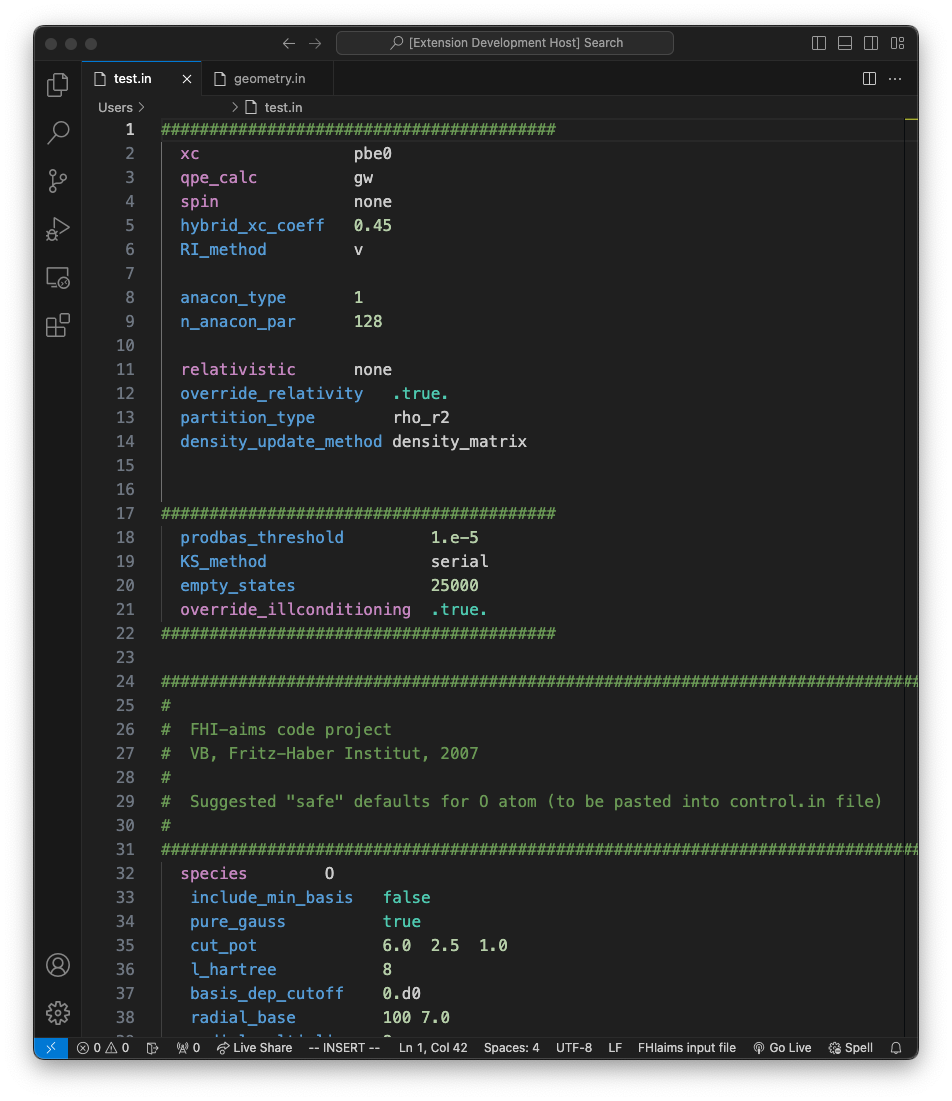 [Extension Development Host] Search
test.in
geometry.in
Users
test.in
1 #########################################
2 xc pbe0
3 qpe_calc gw
4 spin none
5 hybrid_xc_coeff 0.45
6 RI_method v
7
8 anacon_type 1
9 n_anacon_par 128
10
11 relativistic none
12 override_relativity .true.
13 partition_type rho_r2
14 density_update_method density_matrix
15
16
17 #########################################
18 prodbas_threshold 1.e-5
19 KS_method serial
20 empty_states 25000
21 override_illconditioning .true.
22 #########################################
23
24 ###############################################################################
25 #
26 # FHI-aims code project
27 # VB, Fritz-Haber Institut, 2007
28 #
29 # Suggested "safe" defaults for O atom (to be pasted into control.in file)
30 #
31 ###############################################################################
32 species O
33 include_min_basis false
34 pure_gauss true
35 cut_pot 6.0 2.5 1.0
36 l_hartree 8
37 basis_dep_cutoff 0.d0
38 radial_base 100 7.0
0 0 0 Live Share -- INSERT -- Ln 1, Col 42 Spaces: 4 UTF-8 LF FHIaims input file Go Live Spell